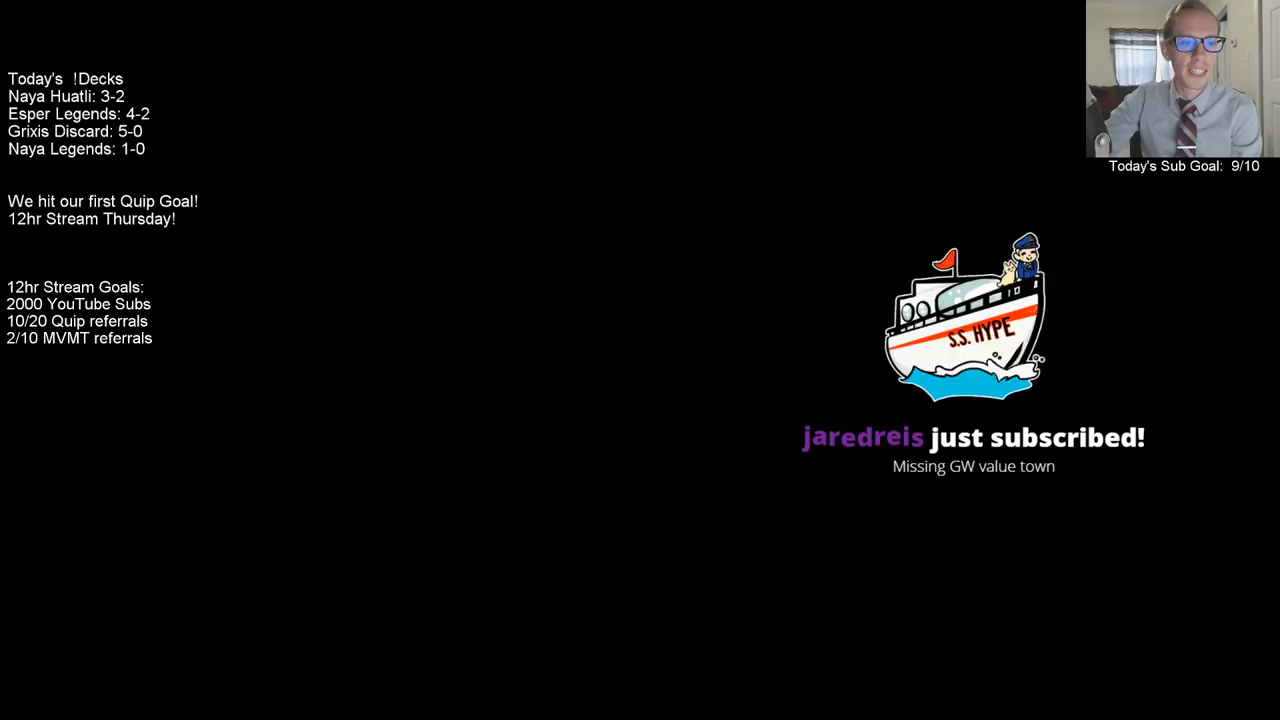 Today's !Decks
Naya Huatli: 3-2
Esper Legends: 4-2
Grixis Discard: 5-0
Naya Legends: 1-0
We hit our first Quip Goal!
12hr Stream Thursday!
12hr Stream Goals:
2000 YouTube Subs
10/20 Quip referrals
2/10 MVMT referrals
Today's Sub Goal: 9/10
S.S. HYPE
jaredreis just subscribed!
Missing GW value town